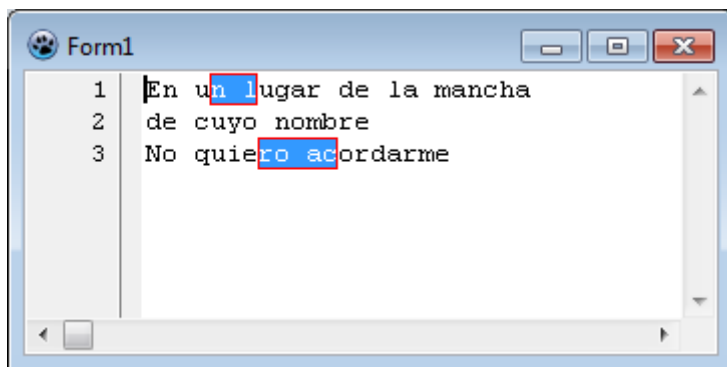 Form1
1 En un lugar de la mancha
2 de cuyo nombre
3 No quiero acordarme